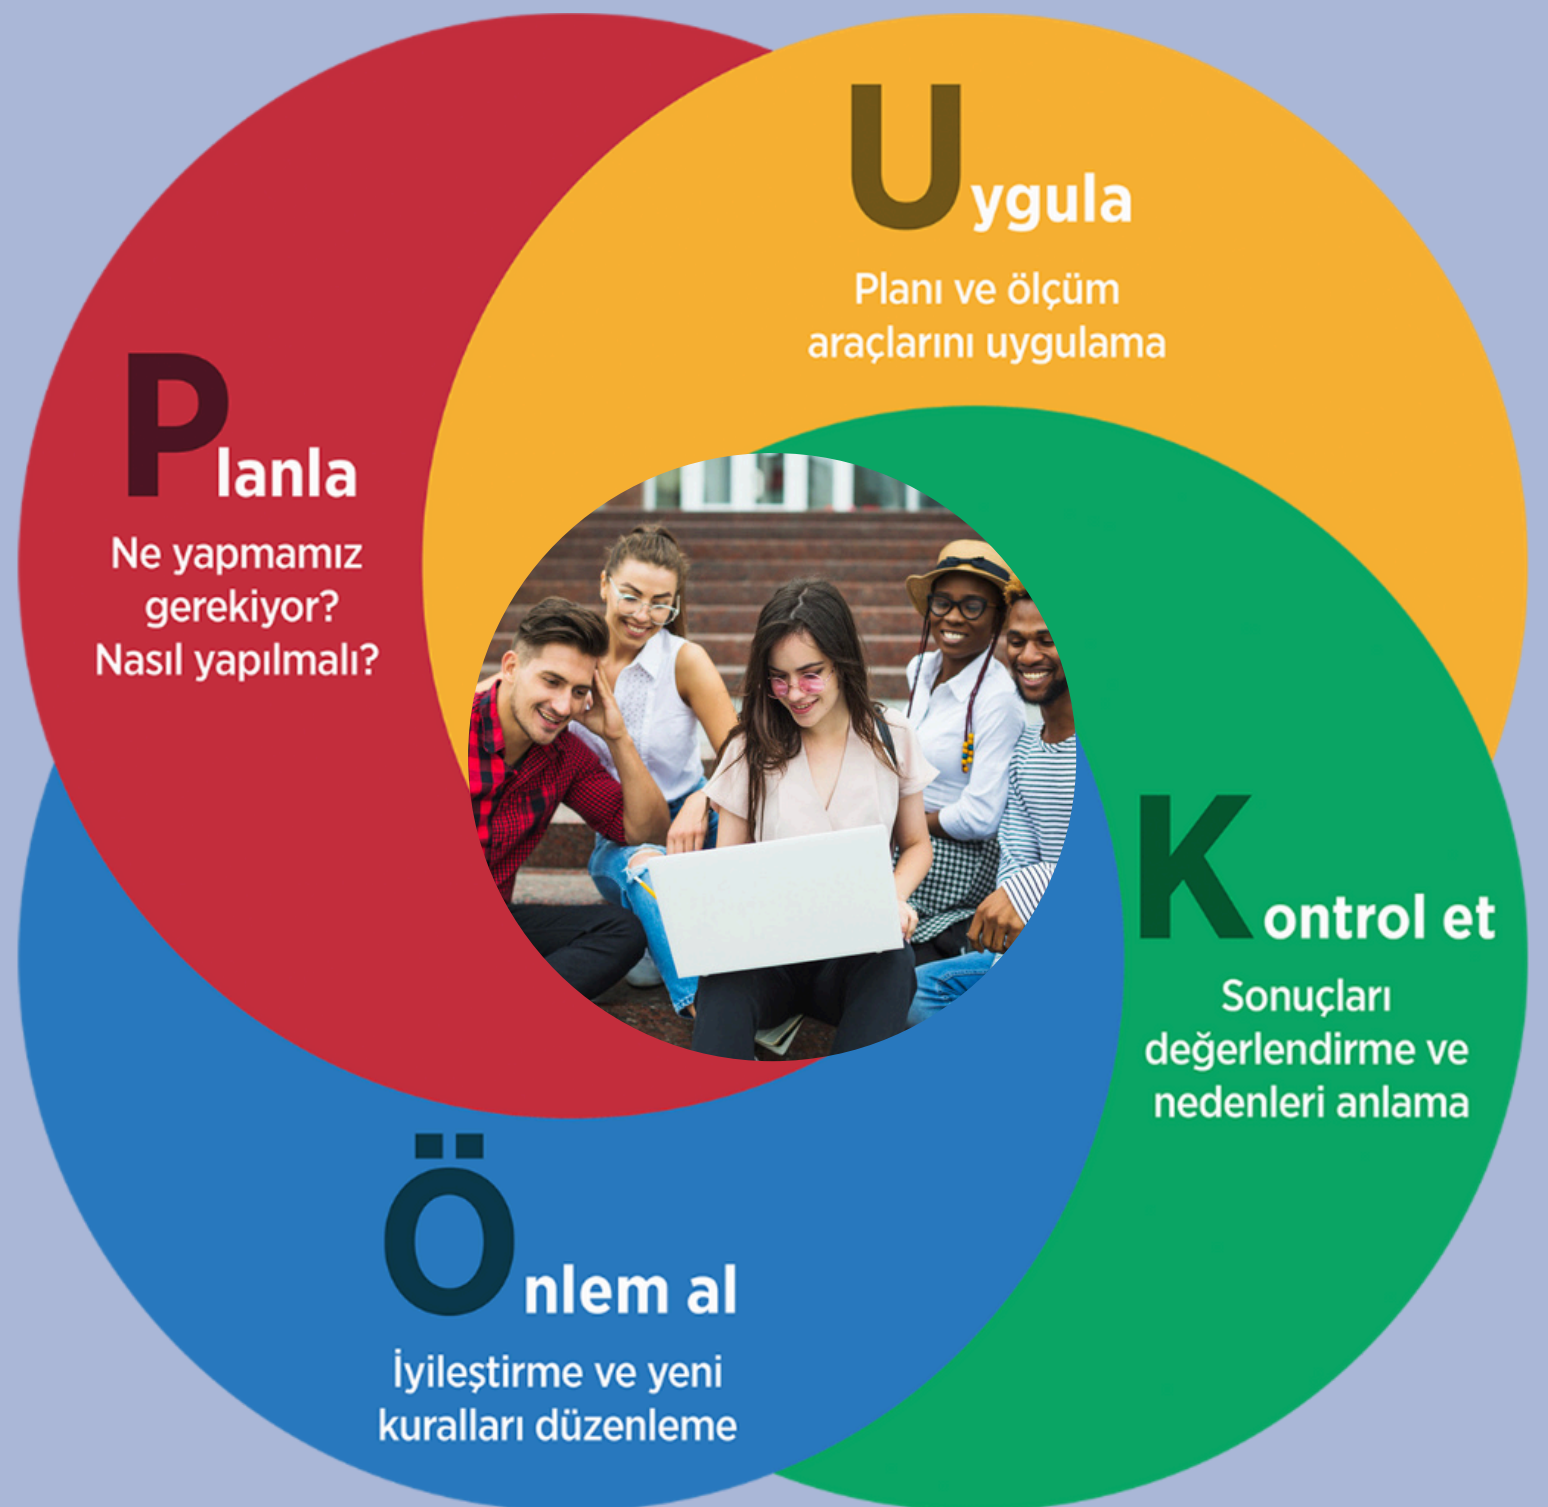 Planla
Ne yapmamız
gerekiyor?
Nasıl yapılmalı?
Uygula
Planı ve ölçüm
araçlarını uygulama
Kontrol et
Sonuçları
değerlendirme ve
nedenleri anlama
Önlem al
İyileştirme ve yeni
kuralları düzenleme